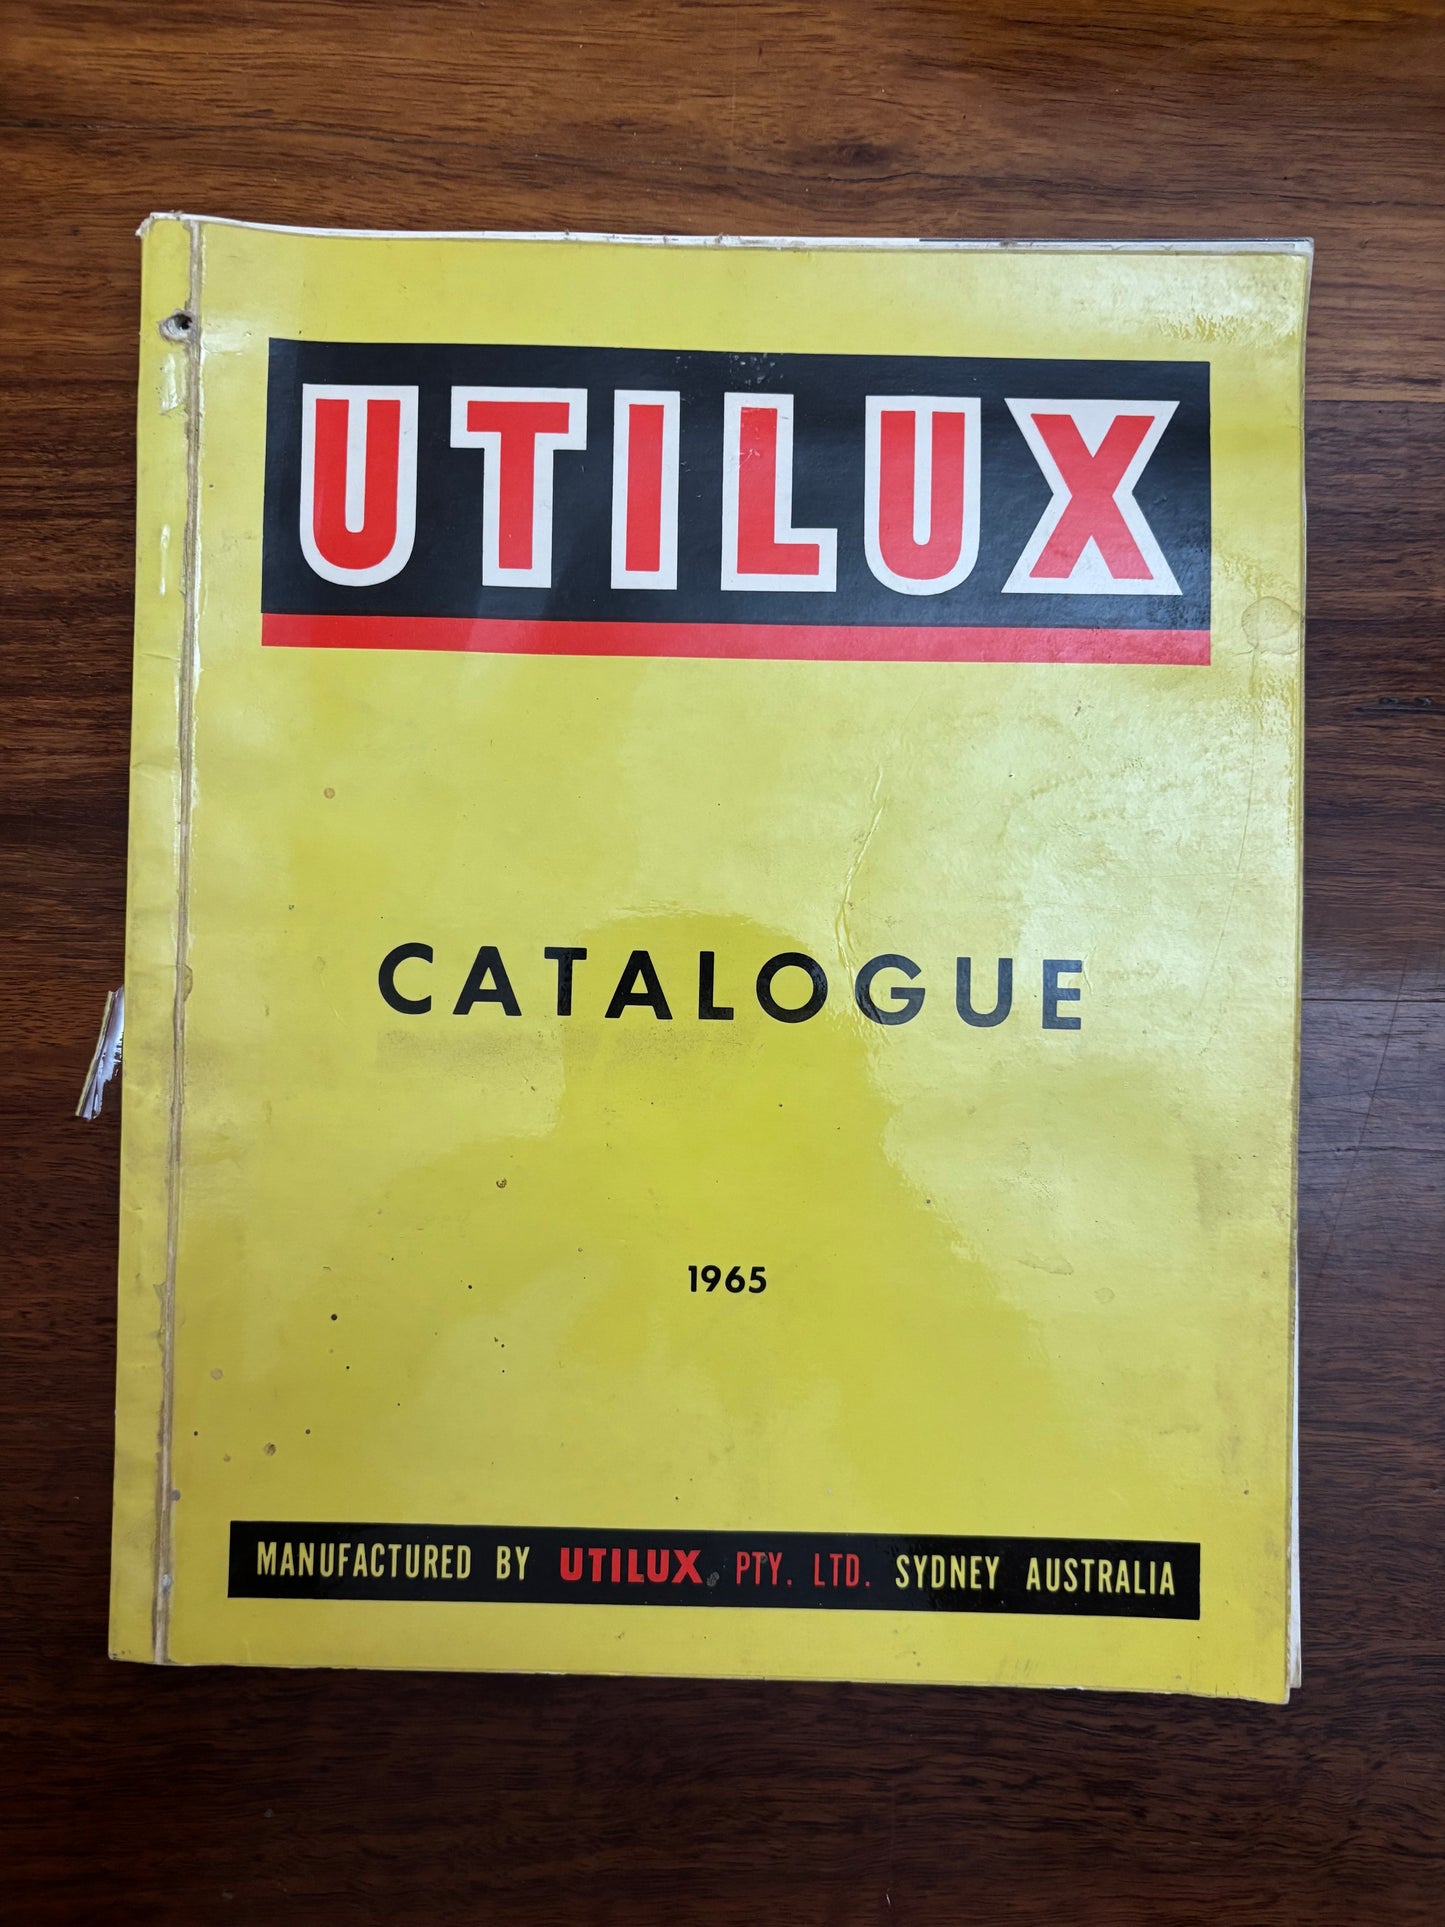 UTILUX
CATALOGUE
1965
MANUFACTURED BY UTILUX PTY. LTD. SYDNEY AUSTRALIA